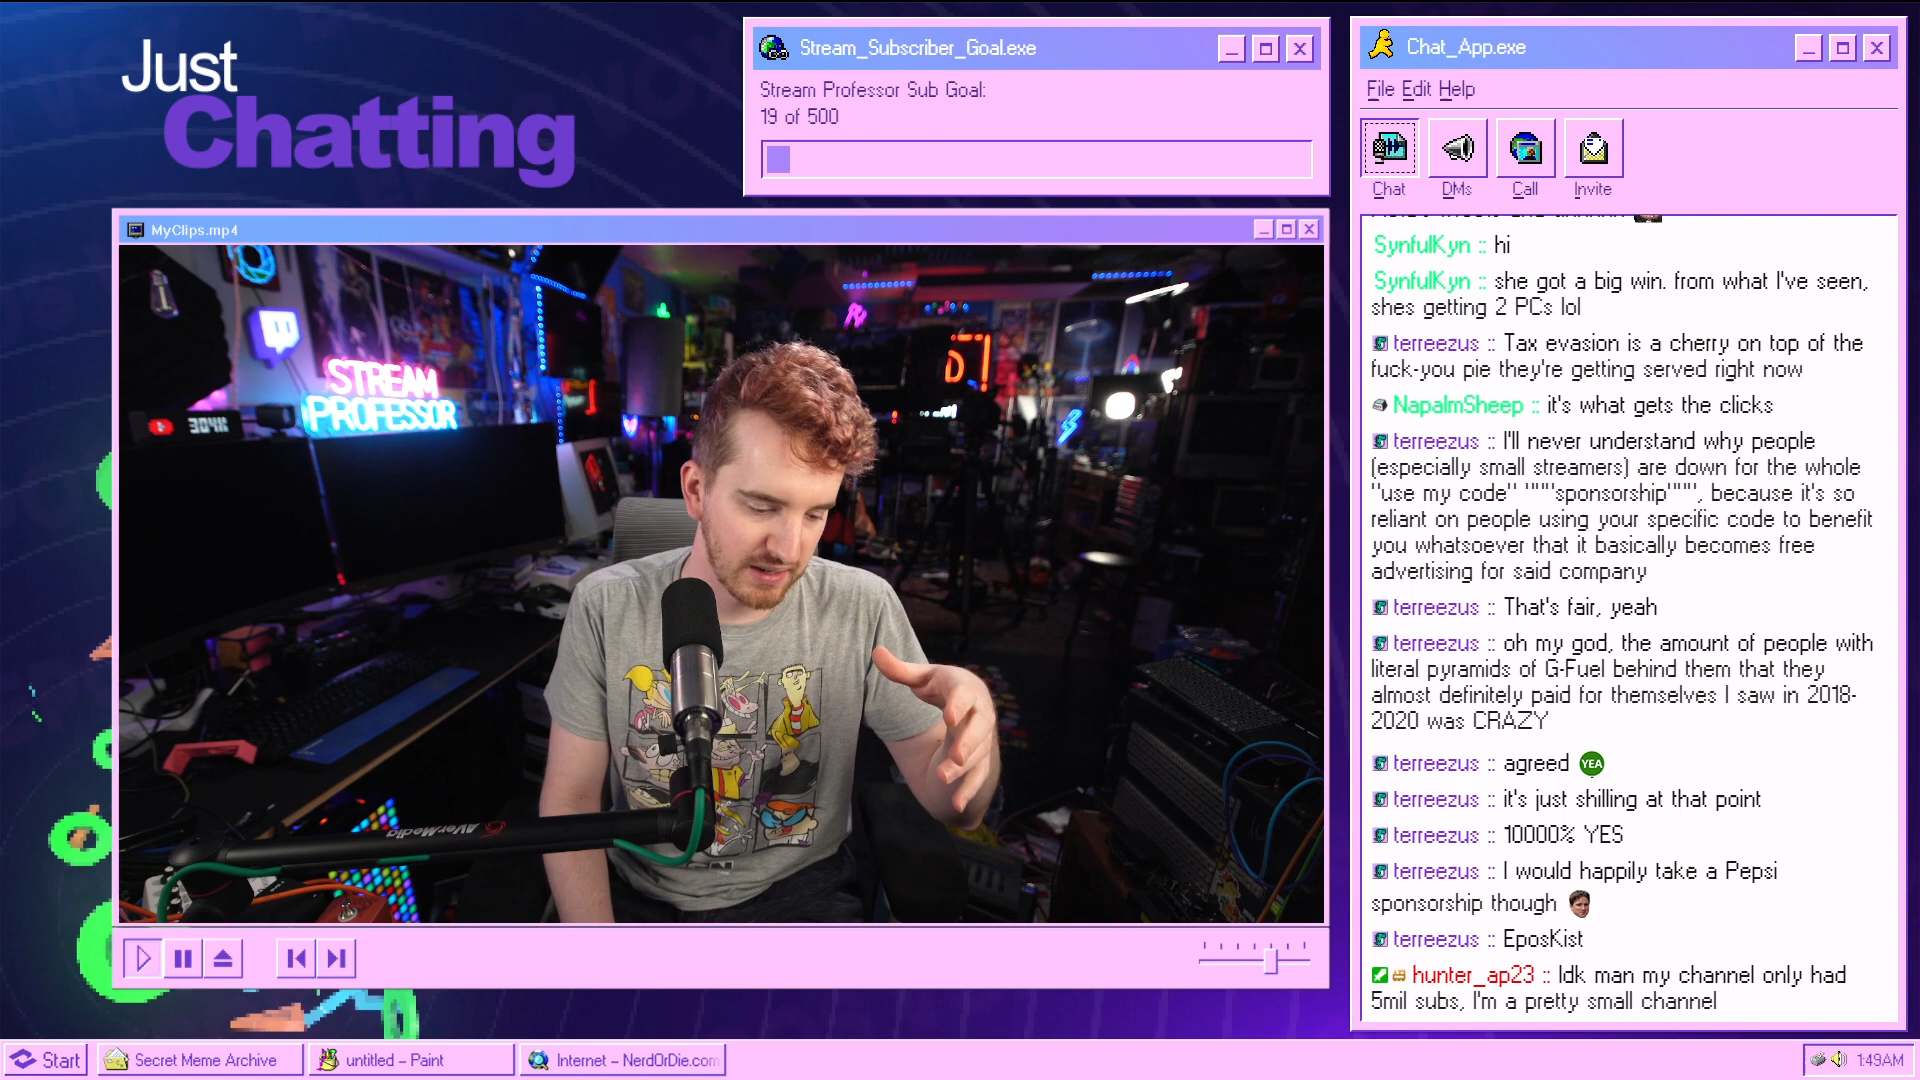 Just
Chatting
Stream_Subscriber_Goal.exe
Stream Professor Sub Goal:
19 of 500
MyClips.mp4
STREAM
PROFESSOR
304K
AVerMedia
Chat_App.exe
File Edit Help
Chat DMs Call Invite
SynfulKyn :: hi
SynfulKyn :: she got a big win. from what I've seen,
shes getting 2 PCs lol
terreezus :: Tax evasion is a cherry on top of the
fuck-you pie they're getting served right now
NapalmSheep :: it's what gets the clicks
terreezus :: I'll never understand why people
(especially small streamers) are down for the whole
"use my code" """sponsorship""", because it's so
reliant on people using your specific code to benefit
you whatsoever that it basically becomes free
advertising for said company
terreezus :: That's fair, yeah
terreezus :: oh my god, the amount of people with
literal pyramids of G-Fuel behind them that they
almost definitely paid for themselves I saw in 2018-
2020 was CRAZY
terreezus :: agreed YEA
terreezus :: it's just shilling at that point
terreezus :: 10000% YES
terreezus :: I would happily take a Pepsi
sponsorship though
terreezus :: EposKist
hunter_ap23 :: Idk man my channel only had
5mil subs, I'm a pretty small channel
Start
Secret Meme Archive
untitled – Paint
Internet – NerdOrDie.com
1:49AM